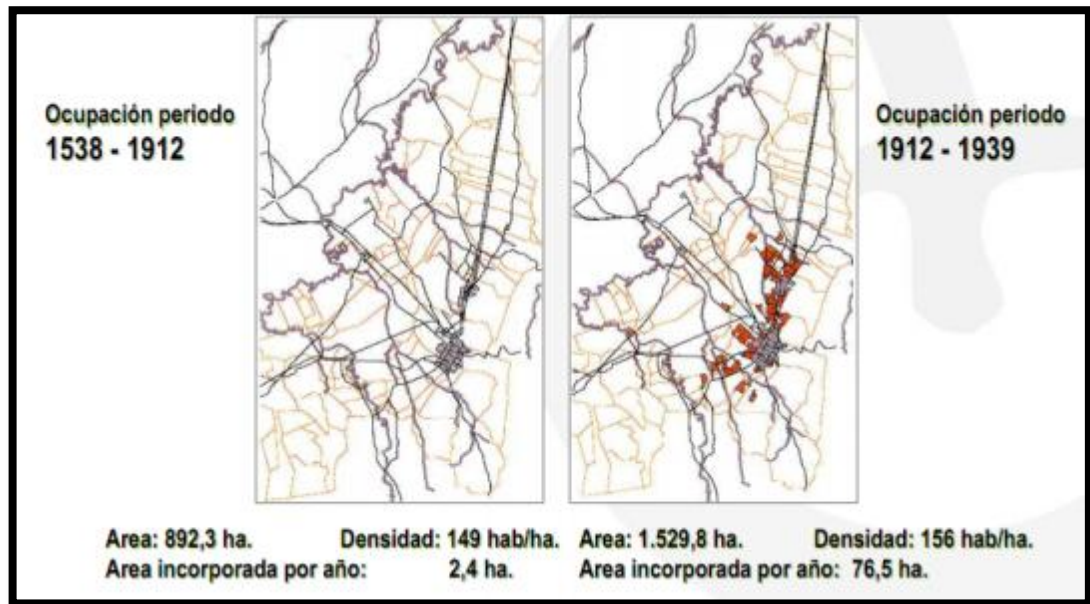 Ocupación periodo
1538 - 1912
Ocupación periodo
1912 - 1939
Area: 892,3 ha. Densidad: 149 hab/ha.
Area incorporada por año: 2,4 ha.
Area: 1.529,8 ha. Densidad: 156 hab/ha.
Area incorporada por año: 76,5 ha.